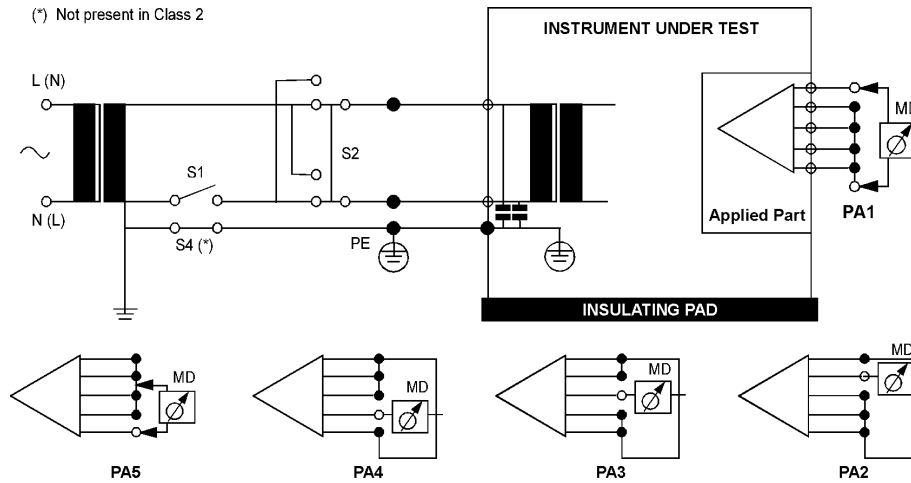 (*) Not present in Class 2
INSTRUMENT UNDER TEST
L (N)
MD
S2
S1
N (L)
Applied Part
PA1
S4 (*)
PE
INSULATING PAD
MD
MD
MD
MD
PA5
PA4
PA3
PA2